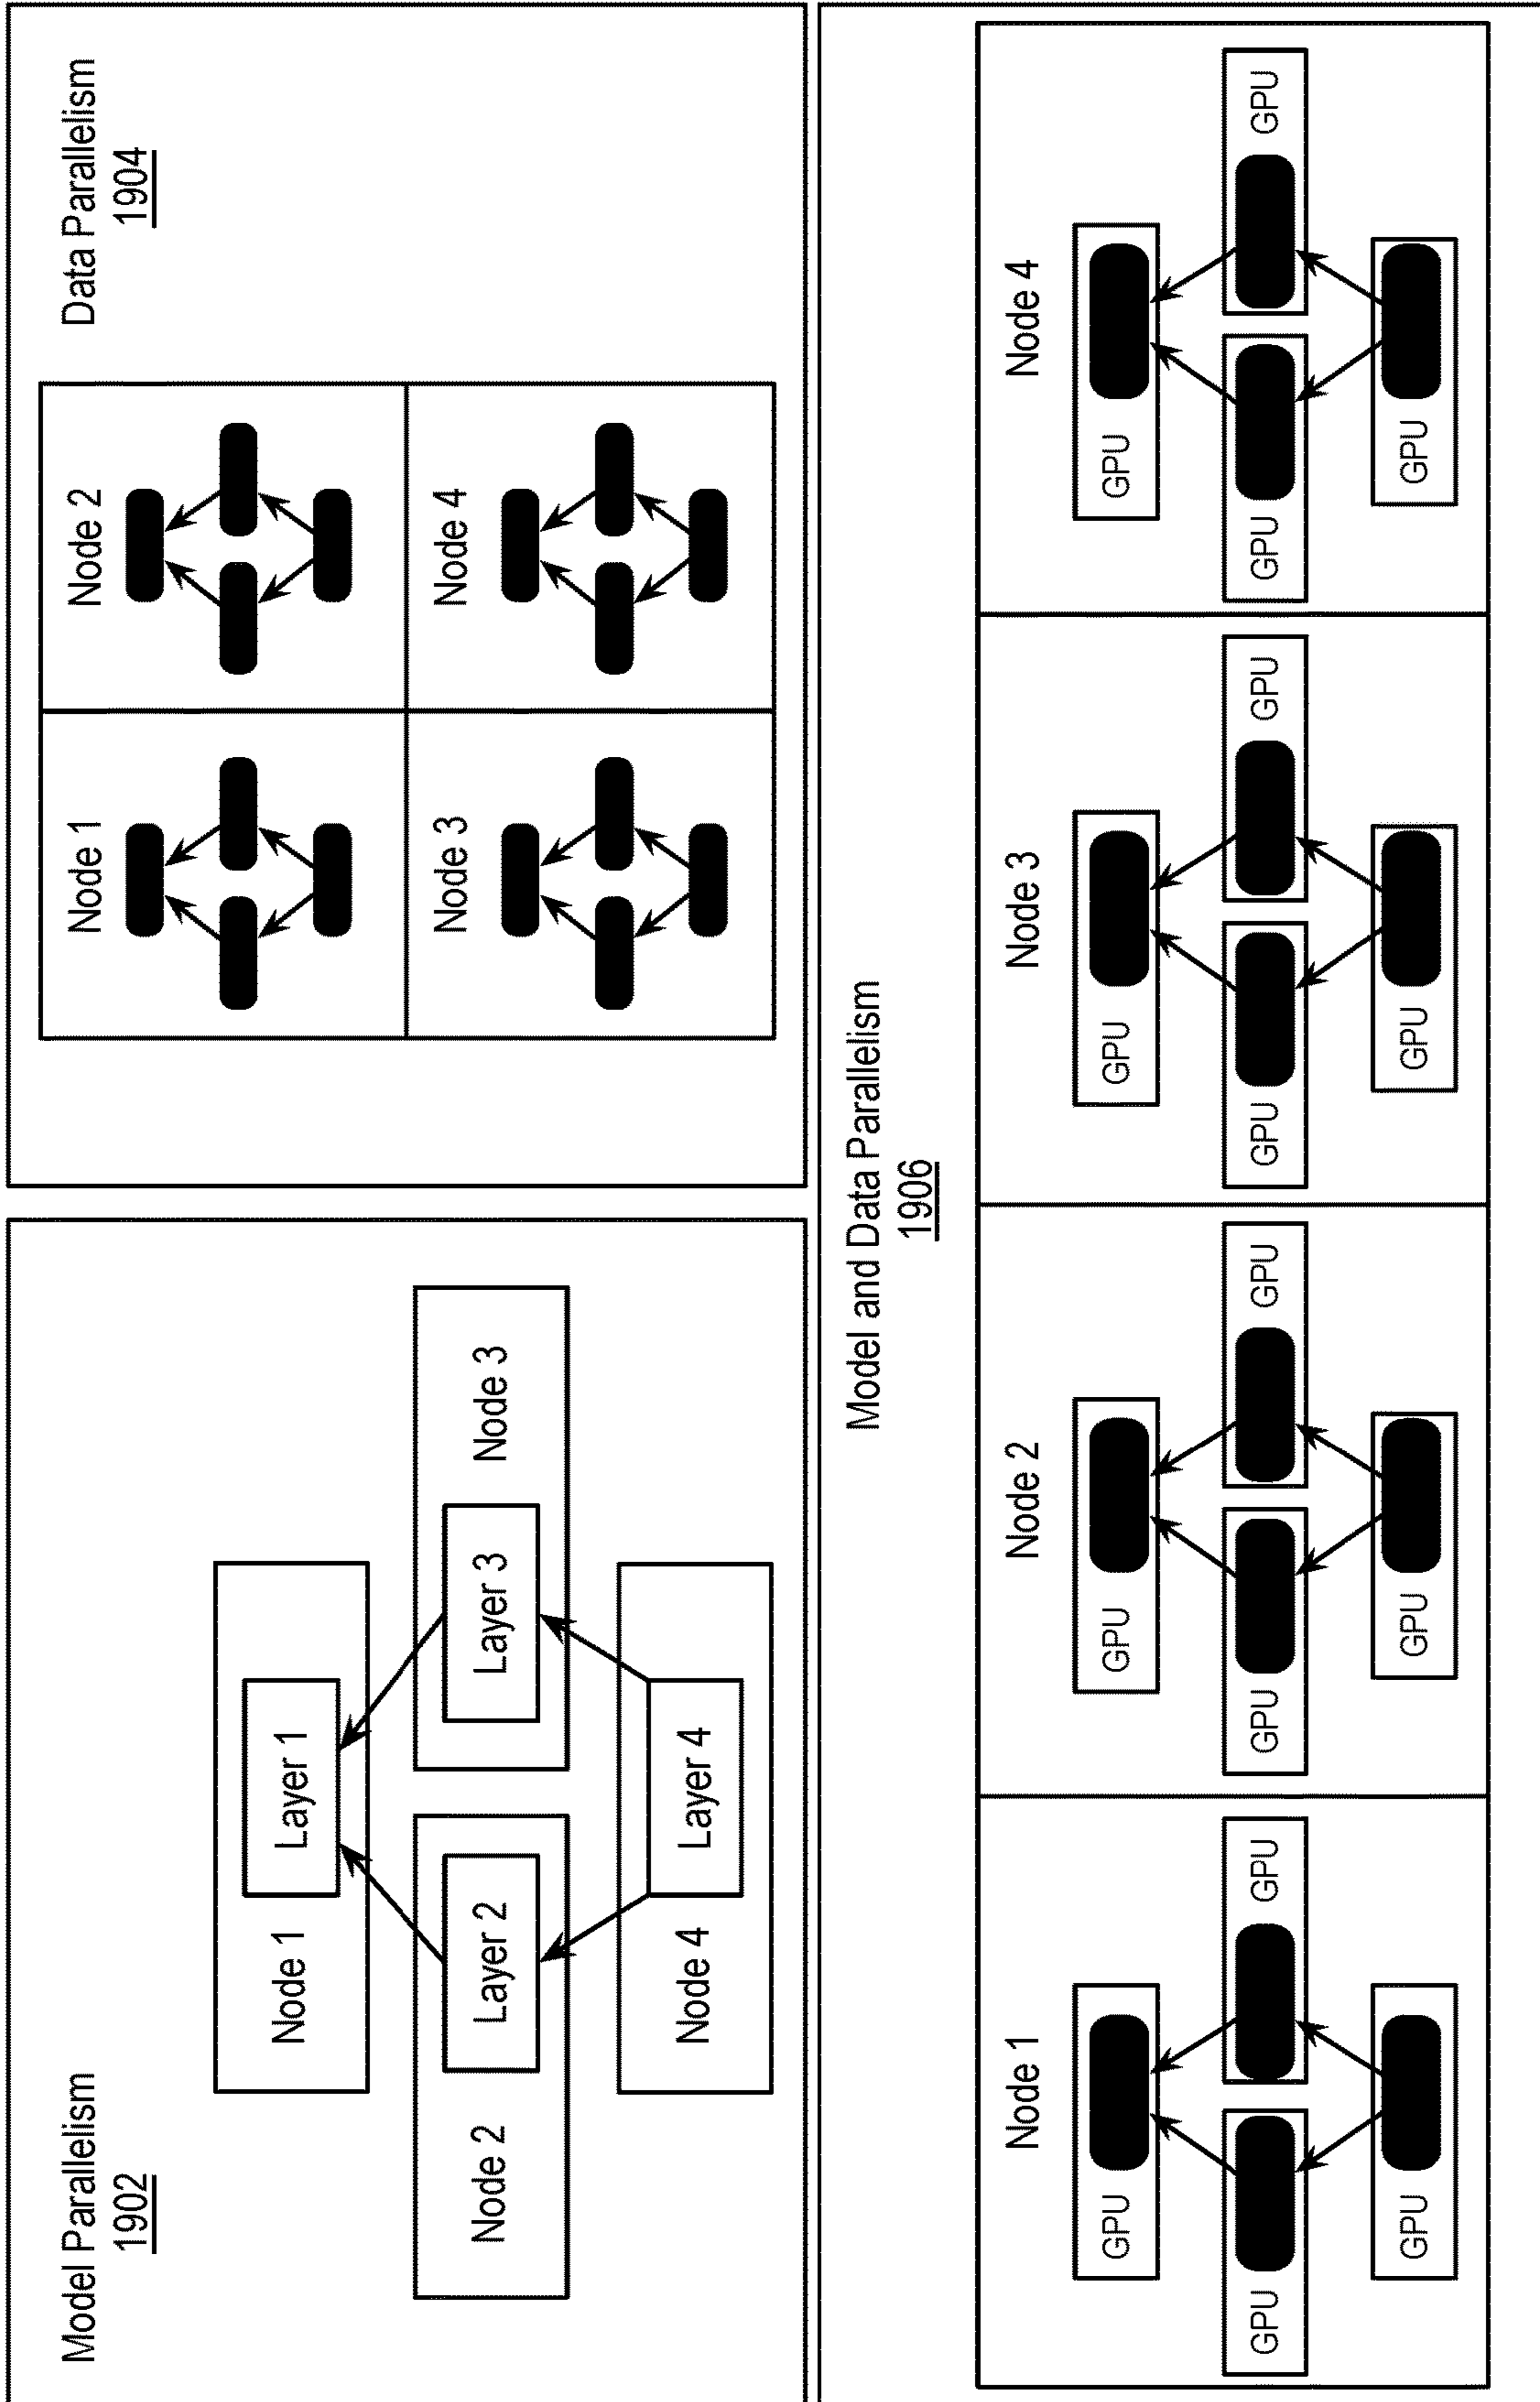 Model Parallelism
1902
Node 1
Layer 1
Node 2
Layer 2
Layer 3
Node 3
Node 4
Layer 4
Data Parallelism
1904
Node 1
Node 2
Node 3
Node 4
Model and Data Parallelism
1906
Node 1
GPU
GPU
GPU
GPU
Node 2
GPU
GPU
GPU
GPU
Node 3
GPU
GPU
GPU
GPU
Node 4
GPU
GPU
GPU
GPU